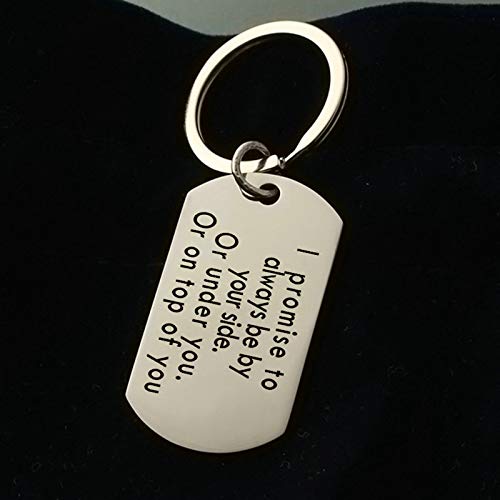 I promise to
always be by
your side.
Or under you.
Or on top of you